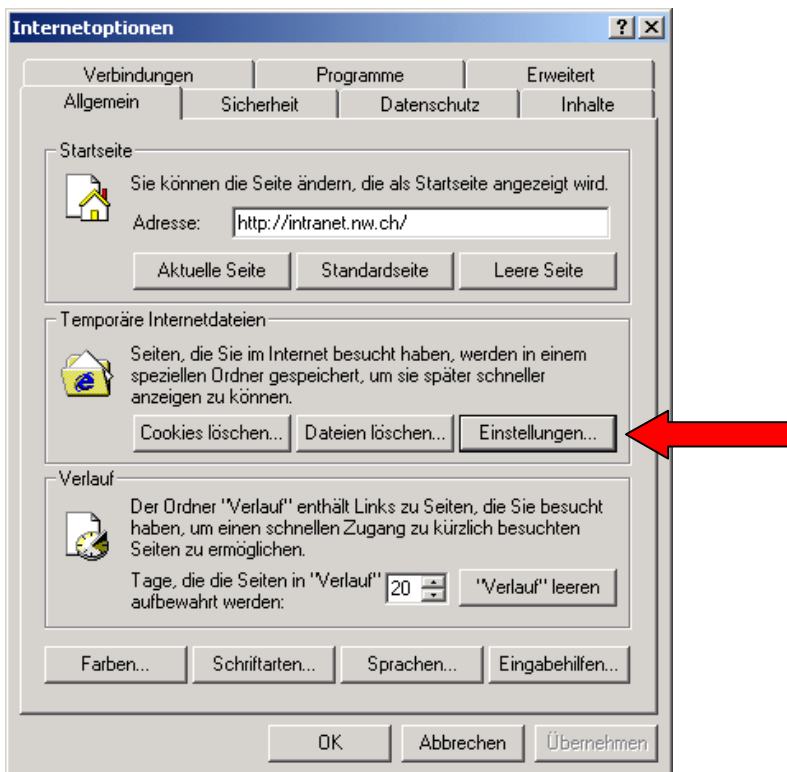 Internetoptionen
Verbindungen Programme Erweitert
Allgemein Sicherheit Datenschutz Inhalte
Startseite
Sie können die Seite ändern, die als Startseite angezeigt wird.
Adresse: http://intranet.nw.ch/
Aktuelle Seite Standardseite Leere Seite
Temporäre Internetdateien
Seiten, die Sie im Internet besucht haben, werden in einem
speziellen Ordner gespeichert, um sie später schneller
anzeigen zu können.
Cookies löschen... Dateien löschen... Einstellungen...
Verlauf
Der Ordner "Verlauf" enthält Links zu Seiten, die Sie besucht
haben, um einen schnellen Zugang zu kürzlich besuchten
Seiten zu ermöglichen.
Tage, die die Seiten in "Verlauf" 20 "Verlauf" leeren
aufbewahrt werden:
Farben... Schriftarten... Sprachen... Eingabehilfen...
OK Abbrechen Übernehmen